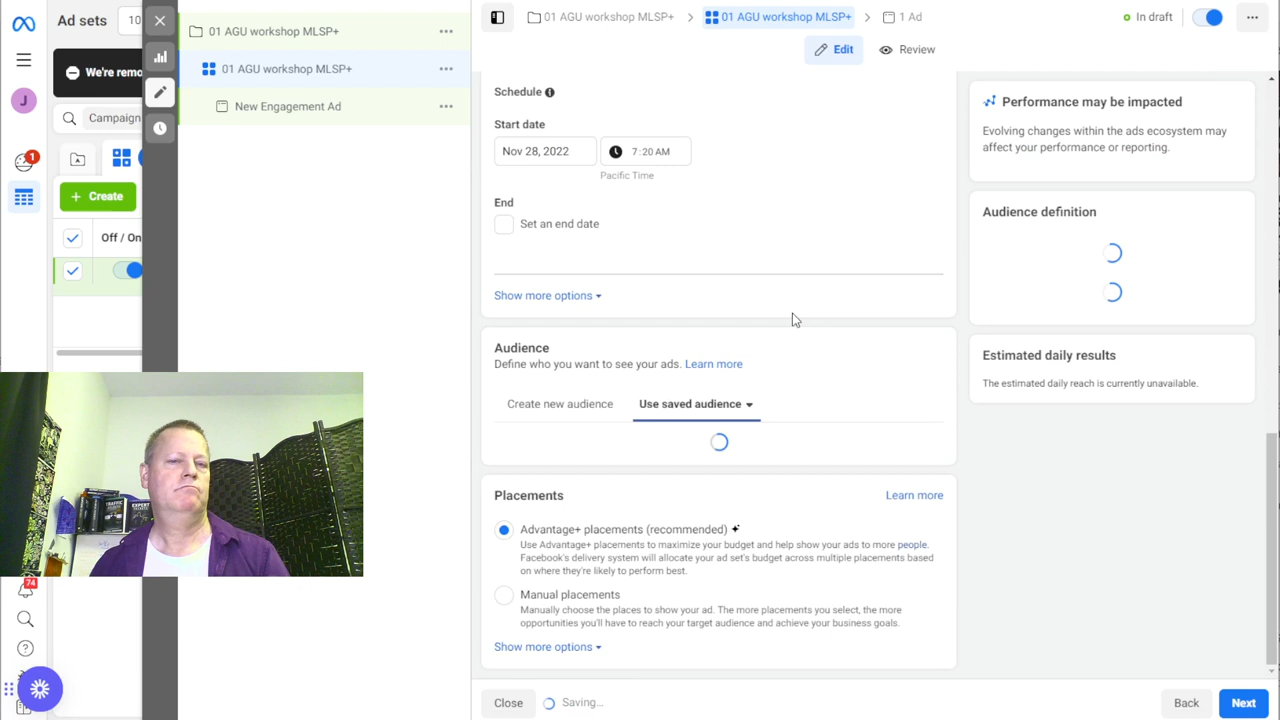 Ad sets
10
We're remo
Campaign
Create
Off / On
J
1
74
01 AGU workshop MLSP+
01 AGU workshop MLSP+
New Engagement Ad
01 AGU workshop MLSP+
01 AGU workshop MLSP+
1 Ad
In draft
Edit
Review
Schedule
Start date
Nov 28, 2022
7:20 AM
Pacific Time
End
Set an end date
Show more options
Audience
Define who you want to see your ads. Learn more
Create new audience
Use saved audience
Placements
Learn more
Advantage+ placements (recommended)
Use Advantage+ placements to maximize your budget and help show your ads to more people.
Facebook's delivery system will allocate your ad set's budget across multiple placements based
on where they're likely to perform best.
Manual placements
Manually choose the places to show your ad. The more placements you select, the more
opportunities you'll have to reach your target audience and achieve your business goals.
Show more options
Performance may be impacted
Evolving changes within the ads ecosystem may
affect your performance or reporting.
Audience definition
Estimated daily results
The estimated daily reach is currently unavailable.
Close
Saving...
Back
Next